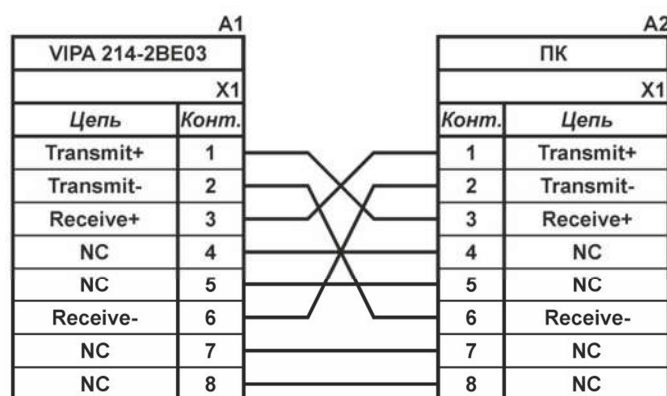 A1 A2
VIPA 214-2BE03 ПК
X1 X1
Цепь Конт. Конт. Цепь
Transmit+ 1 1 Transmit+
Transmit- 2 2 Transmit-
Receive+ 3 3 Receive+
NC 4 4 NC
NC 5 5 NC
Receive- 6 6 Receive-
NC 7 7 NC
NC 8 8 NC